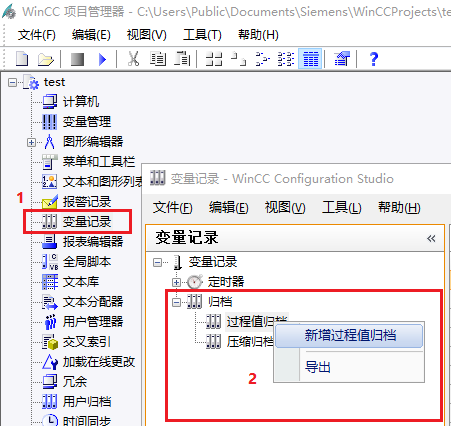 WinCC 项目管理器 - C:\Users\Public\Documents\Siemens\WinCCProjects\te
文件(F) 编辑(E) 视图(V) 工具(T) 帮助(H)
test
计算机
变量管理
图形编辑器
菜单和工具栏
文本和图形列表
1
报警记录
变量记录
报表编辑器
全局脚本
文本库
文本分配器
用户管理器
交叉索引
加载在线更改
冗余
用户归档
时间同步
变量记录 - WinCC Configuration Studio
文件(F) 编辑(E) 视图(V) 工具(L) 帮助(H)
变量记录 «
变量记录
定时器
归档
过程值归档
压缩归档
新增过程值归档
导出
2